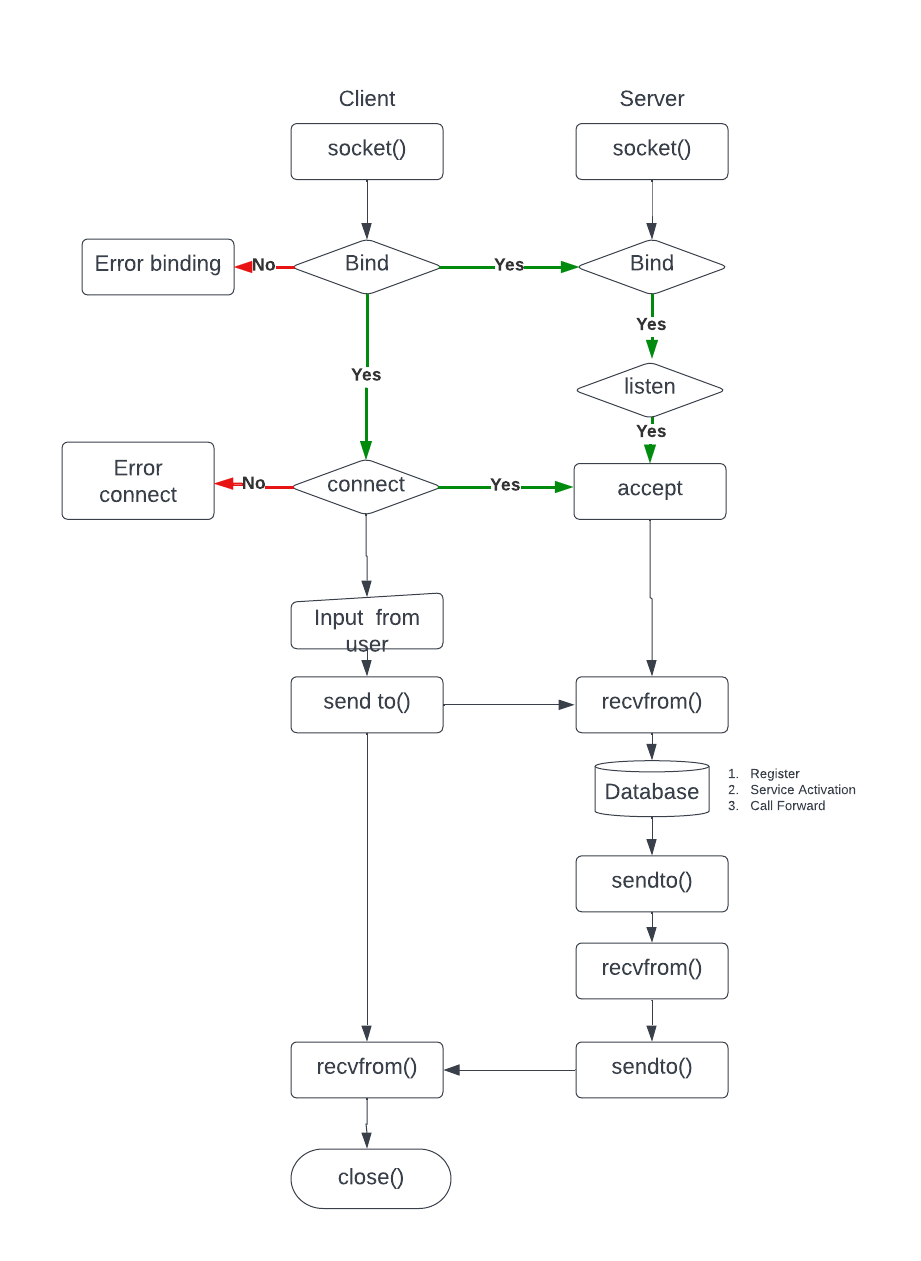 Client
Server
socket()
socket()
Error binding
No
Bind
Yes
Bind
Yes
Yes
listen
Yes
Error
connect
No
connect
Yes
accept
Input from
user
send to()
recvfrom()
Database
1. Register
2. Service Activation
3. Call Forward
sendto()
recvfrom()
recvfrom()
sendto()
close()